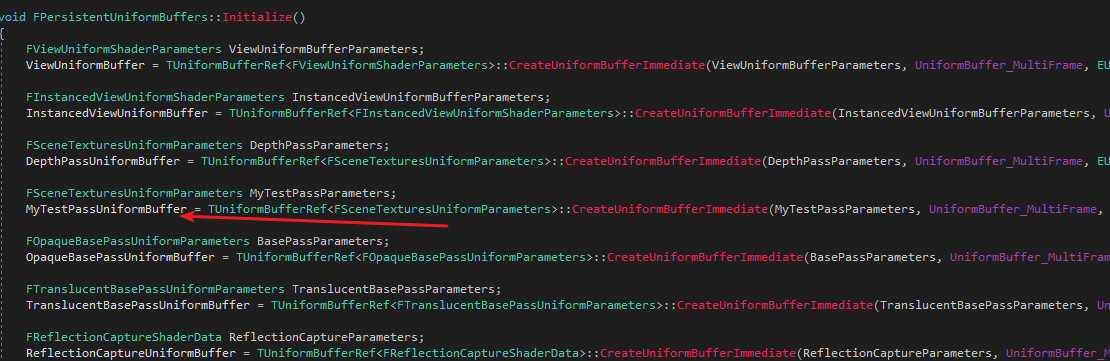 void FPersistentUniformBuffers::Initialize()
{
FViewUniformShaderParameters ViewUniformBufferParameters;
ViewUniformBuffer = TUniformBufferRef<FViewUniformShaderParameters>::CreateUniformBufferImmediate(ViewUniformBufferParameters, UniformBuffer_MultiFrame, EU
FInstancedViewUniformShaderParameters InstancedViewUniformBufferParameters;
InstancedViewUniformBuffer = TUniformBufferRef<FInstancedViewUniformShaderParameters>::CreateUniformBufferImmediate(InstancedViewUniformBufferParameters, U
FSceneTexturesUniformParameters DepthPassParameters;
DepthPassUniformBuffer = TUniformBufferRef<FSceneTexturesUniformParameters>::CreateUniformBufferImmediate(DepthPassParameters, UniformBuffer_MultiFrame, EU
FSceneTexturesUniformParameters MyTestPassParameters;
MyTestPassUniformBuffer = TUniformBufferRef<FSceneTexturesUniformParameters>::CreateUniformBufferImmediate(MyTestPassParameters, UniformBuffer_MultiFrame,
FOpaqueBasePassUniformParameters BasePassParameters;
OpaqueBasePassUniformBuffer = TUniformBufferRef<FOpaqueBasePassUniformParameters>::CreateUniformBufferImmediate(BasePassParameters, UniformBuffer_MultiFram
FTranslucentBasePassUniformParameters TranslucentBasePassParameters;
TranslucentBasePassUniformBuffer = TUniformBufferRef<FTranslucentBasePassUniformParameters>::CreateUniformBufferImmediate(TranslucentBasePassParameters, Un
FReflectionCaptureShaderData ReflectionCaptureParameters;
ReflectionCaptureUniformBuffer = TUniformBufferRef<FReflectionCaptureShaderData>::CreateUniformBufferImmediate(ReflectionCaptureParameters, UniformBuffer_M